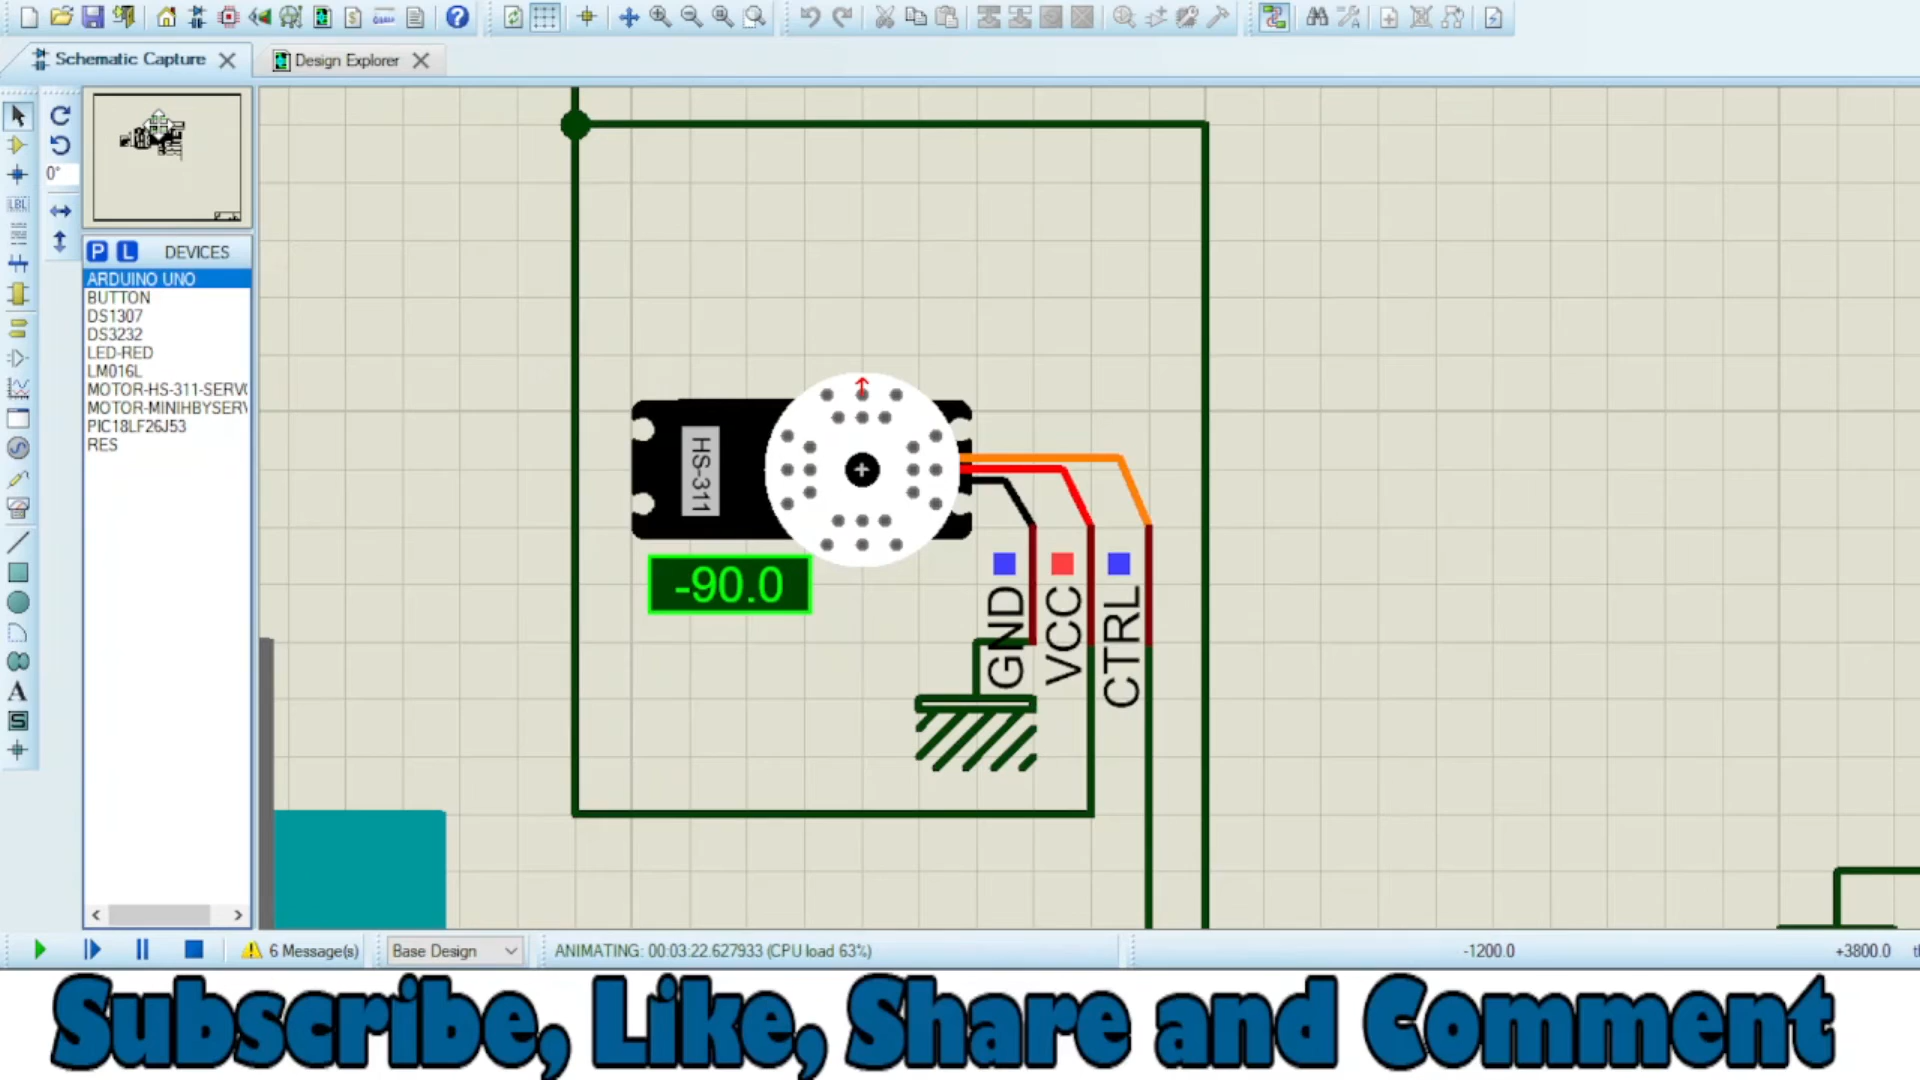 Schematic Capture
Design Explorer
0°
LBL
P L DEVICES
ARDUINO UNO
BUTTON
DS1307
DS3232
LED-RED
LM016L
MOTOR-HS-311-SERV
MOTOR-MINIHBYSER
PIC18LF26J53
RES
A
S
HS-311
-90.0
GND
VCC
CTRL
6 Message(s)
Base Design
ANIMATING: 00:03:22.627933 (CPU load 63%)
-1200.0
+3800.0
Subscribe, Like, Share and Comment